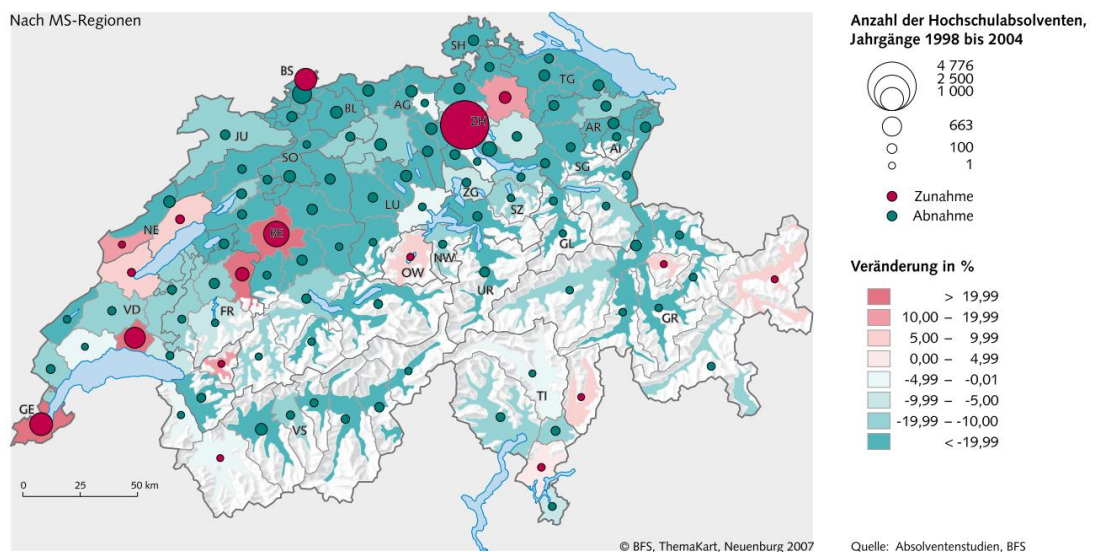 Nach MS-Regionen
SH
BS
TG
BL
AG
ZH
JU
AR
AI
SO
SG
ZG
LU
SZ
NE
BE
GL
OW
NW
UR
VD
FR
GR
GE
TI
VS
0 25 50 km
© BFS, ThemaKart, Neuenburg 2007
Anzahl der Hochschulabsolventen,
Jahrgänge 1998 bis 2004
4 776
2 500
1 000
663
100
1
Zunahme
Abnahme
Veränderung in %
> 19,99
10,00 – 19,99
5,00 – 9,99
0,00 – 4,99
-4,99 – -0,01
-9,99 – -5,00
-19,99 – -10,00
< -19,99
Quelle: Absolventenstudien, BFS